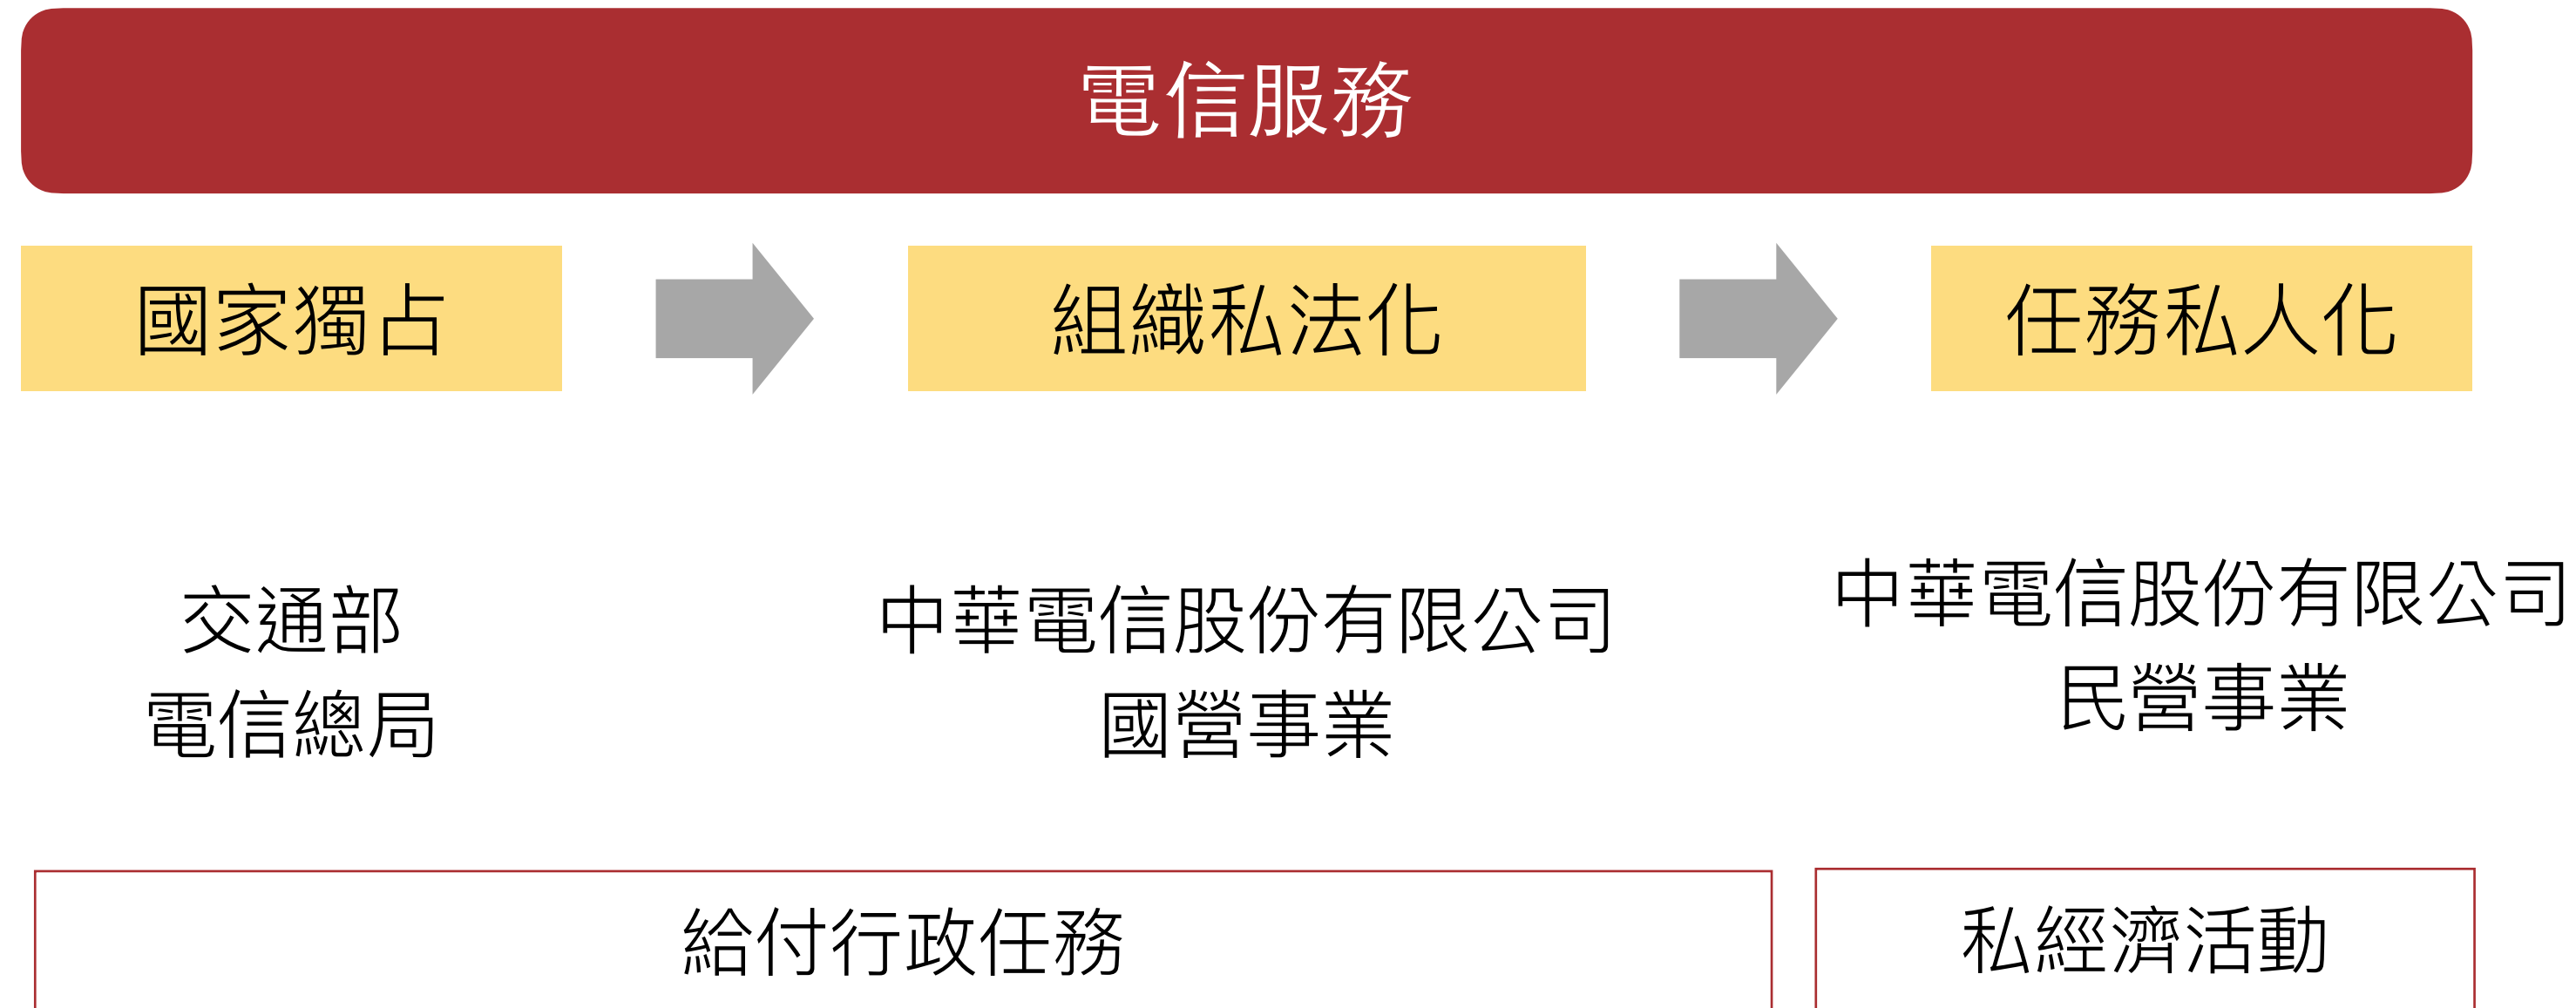 電信服務
國家獨占
組織私法化
任務私人化
交通部
電信總局
中華電信股份有限公司
國營事業
中華電信股份有限公司
民營事業
給付行政任務
私經濟活動